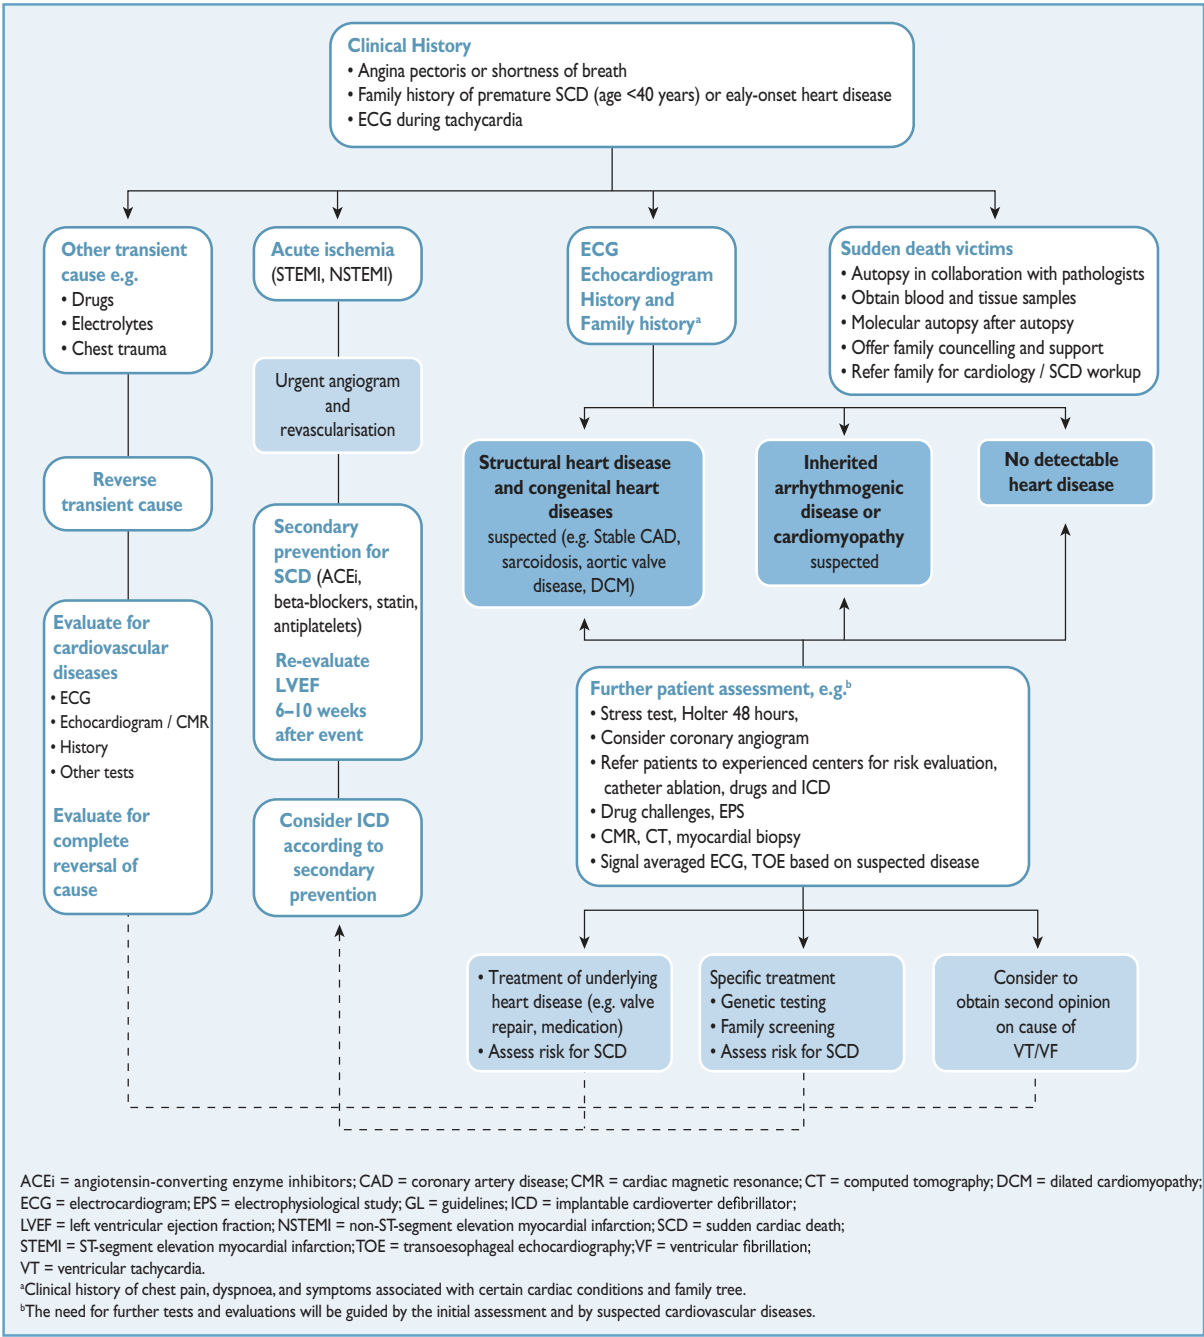 Clinical History
• Angina pectoris or shortness of breath
• Family history of premature SCD (age <40 years) or ealy-onset heart disease
• ECG during tachycardia
Other transient
cause e.g.
• Drugs
• Electrolytes
• Chest trauma
Reverse
transient cause
Evaluate for
cardiovascular
diseases
• ECG
• Echocardiogram / CMR
• History
• Other tests
Evaluate for
complete
reversal of
cause
Acute ischemia
(STEMI, NSTEMI)
Urgent angiogram
and
revascularisation
Secondary
prevention for
SCD (ACEi,
beta-blockers, statin,
antiplatelets)
Re-evaluate
LVEF
6–10 weeks
after event
Consider ICD
according to
secondary
prevention
ECG
Echocardiogram
History and
Family historyᵃ
Sudden death victims
• Autopsy in collaboration with pathologists
• Obtain blood and tissue samples
• Molecular autopsy after autopsy
• Offer family councelling and support
• Refer family for cardiology / SCD workup
Structural heart disease
and congenital heart
diseases
suspected (e.g. Stable CAD,
sarcoidosis, aortic valve
disease, DCM)
Inherited
arrhythmogenic
disease or
cardiomyopathy
suspected
No detectable
heart disease
Further patient assessment, e.g.ᵇ
• Stress test, Holter 48 hours,
• Consider coronary angiogram
• Refer patients to experienced centers for risk evaluation,
catheter ablation, drugs and ICD
• Drug challenges, EPS
• CMR, CT, myocardial biopsy
• Signal averaged ECG, TOE based on suspected disease
• Treatment of underlying
heart disease (e.g. valve
repair, medication)
• Assess risk for SCD
Specific treatment
• Genetic testing
• Family screening
• Assess risk for SCD
Consider to
obtain second opinion
on cause of
VT/VF
ACEi = angiotensin-converting enzyme inhibitors; CAD = coronary artery disease; CMR = cardiac magnetic resonance; CT = computed tomography; DCM = dilated cardiomyopathy;
ECG = electrocardiogram; EPS = electrophysiological study; GL = guidelines; ICD = implantable cardioverter defibrillator;
LVEF = left ventricular ejection fraction; NSTEMI = non-ST-segment elevation myocardial infarction; SCD = sudden cardiac death;
STEMI = ST-segment elevation myocardial infarction; TOE = transoesophageal echocardiography; VF = ventricular fibrillation;
VT = ventricular tachycardia.
ᵃClinical history of chest pain, dyspnoea, and symptoms associated with certain cardiac conditions and family tree.
ᵇThe need for further tests and evaluations will be guided by the initial assessment and by suspected cardiovascular diseases.